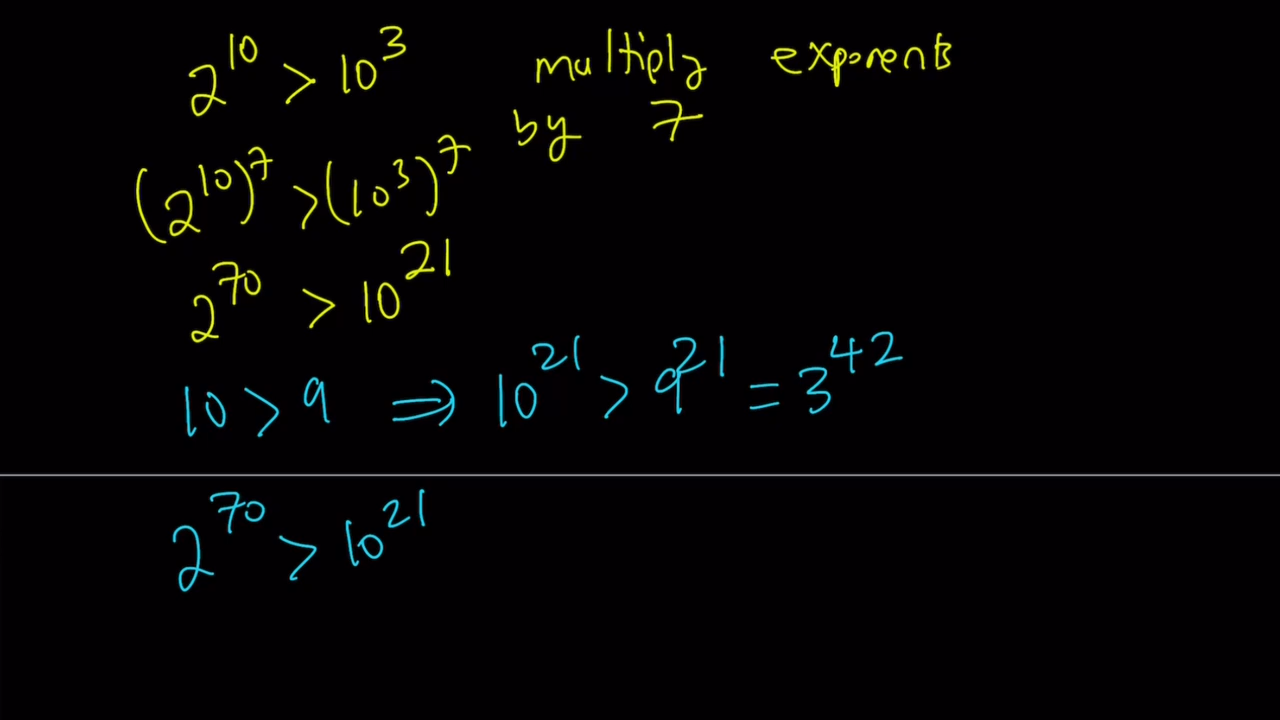 2^10 > 10^3 multiply exponents
by 7
(2^10)^7 > (10^3)^7
2^70 > 10^21
10 > 9 ⇒ 10^21 > 9^21 = 3^42
2^70 > 10^21